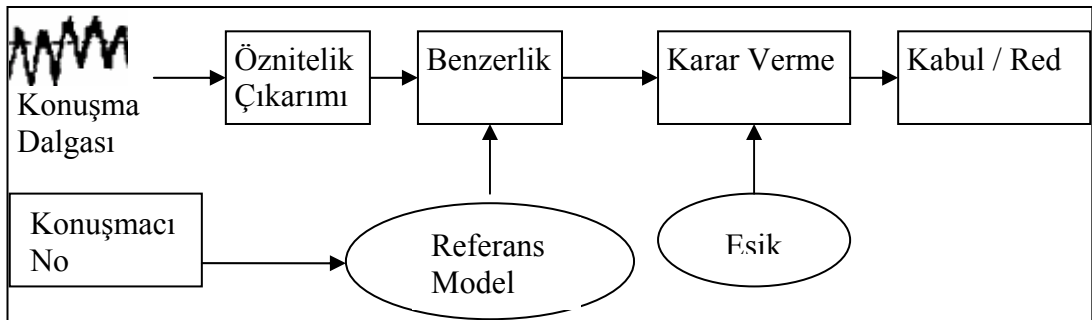 Konuşma
Dalgası
Öznitelik
Çıkarımı
Benzerlik
Karar Verme
Kabul / Red
Konuşmacı
No
Referans
Model
Eşik